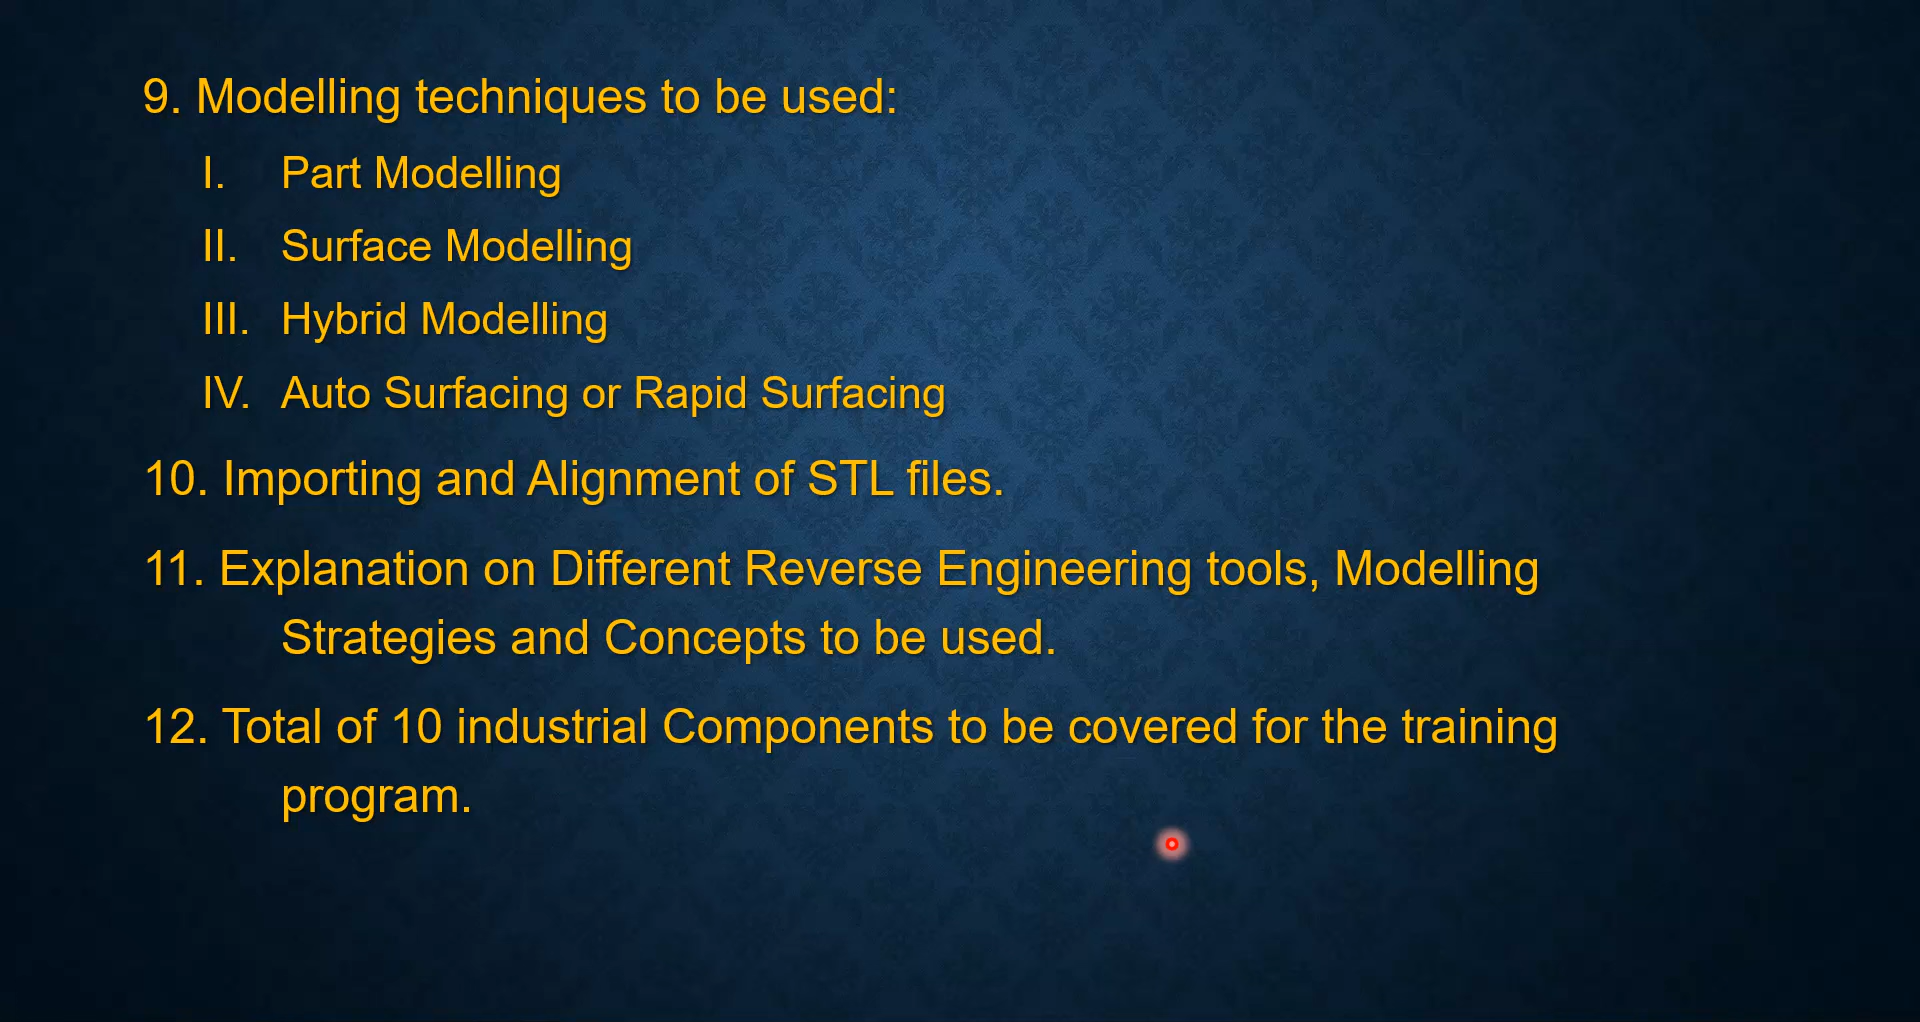 9. Modelling techniques to be used:
I. Part Modelling
II. Surface Modelling
III. Hybrid Modelling
IV. Auto Surfacing or Rapid Surfacing
10. Importing and Alignment of STL files.
11. Explanation on Different Reverse Engineering tools, Modelling
Strategies and Concepts to be used.
12. Total of 10 industrial Components to be covered for the training
program.